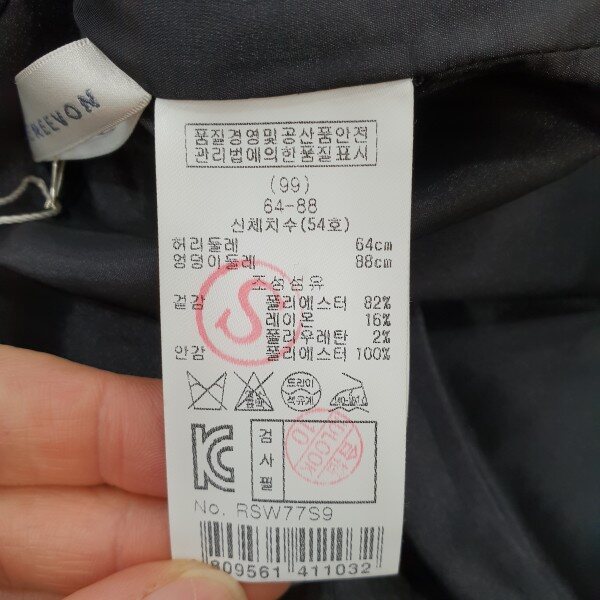 REEVON
품질경영및공산품안전
관리법에의한품질표시
(99)
64-88
신체치수(54호)
허리둘레 64cm
엉덩이둘레 88cm
조성섬유
겉감 폴리에스터 82%
레이온 16%
폴리우레탄 2%
안감 폴리에스터 100%
S
드라이
석유계
검사필
No. RSW77S9
809561 411032